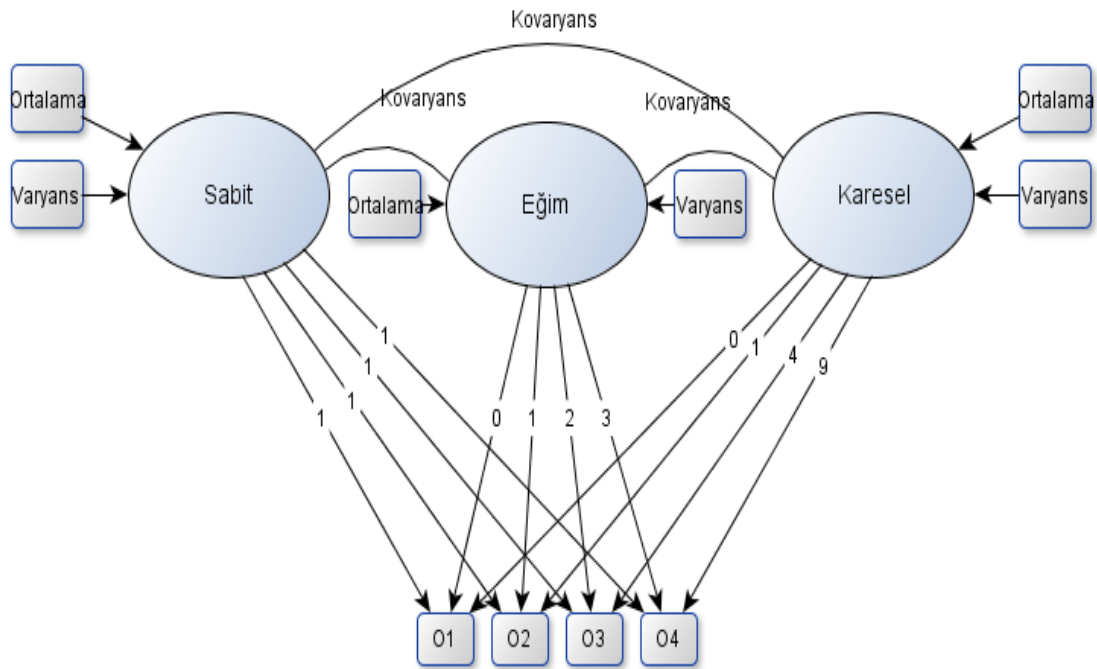 Kovaryans
Kovaryans
Kovaryans
Ortalama
Ortalama
Varyans
Sabit
Ortalama
Eğim
Varyans
Karesel
Varyans
1
1
1
1
0
1
2
3
0
1
4
9
O1
O2
O3
O4